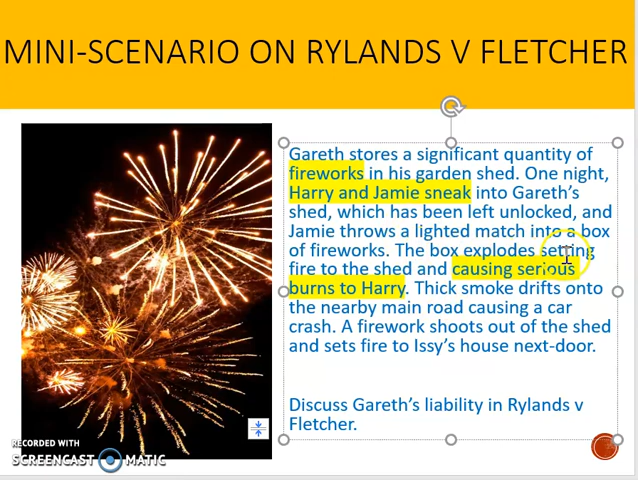 MINI-SCENARIO ON RYLANDS V FLETCHER
Gareth stores a significant quantity of
fireworks in his garden shed. One night,
Harry and Jamie sneak into Gareth's
shed, which has been left unlocked, and
Jamie throws a lighted match into a box
of fireworks. The box explodes setting
fire to the shed and causing serious
burns to Harry. Thick smoke drifts onto
the nearby main road causing a car
crash. A firework shoots out of the shed
and sets fire to Issy's house next-door.
Discuss Gareth's liability in Rylands v
Fletcher.
RECORDED WITH
SCREENCAST MATIC